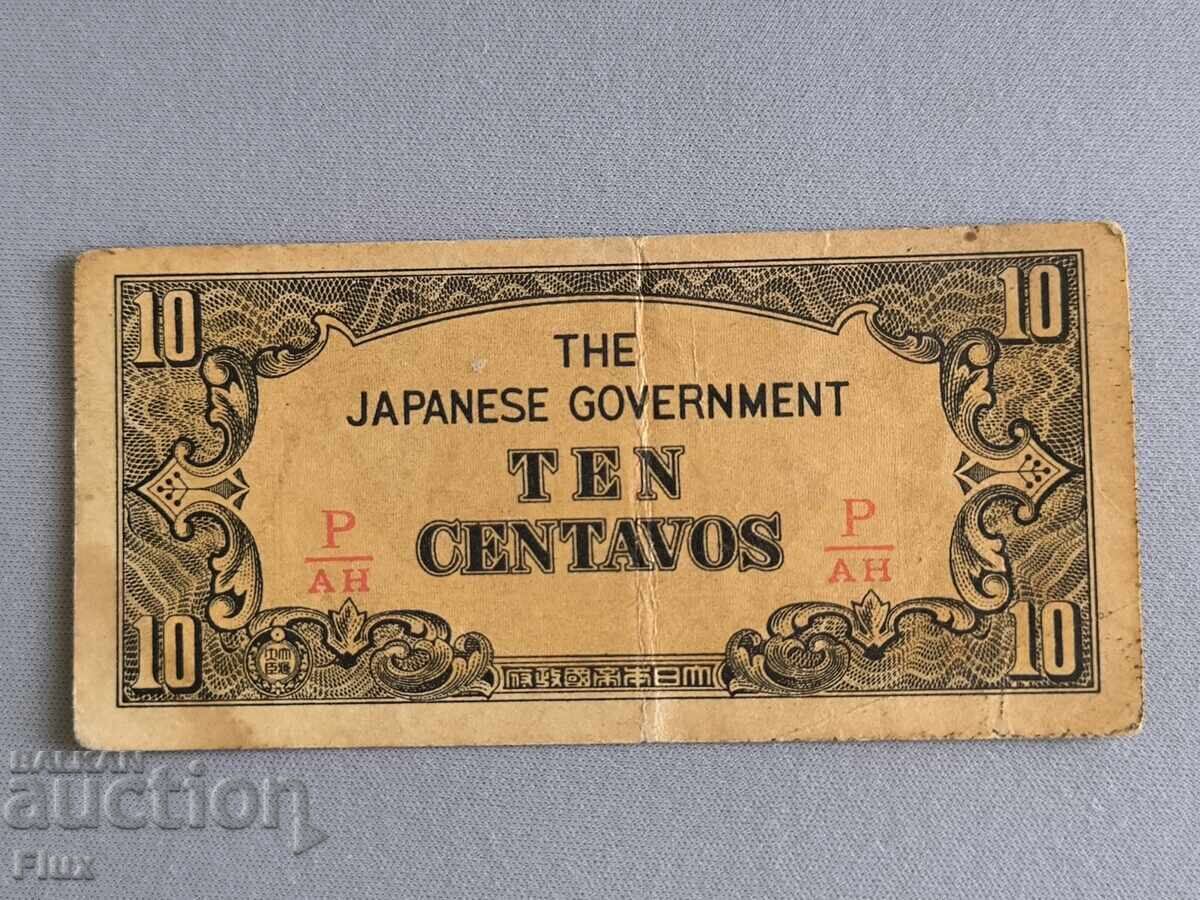 10 10
THE
JAPANESE GOVERNMENT
TEN
CENTAVOS
P P
AH AH
10 10
府政國帝本日大
BALKAN
auction
Flux